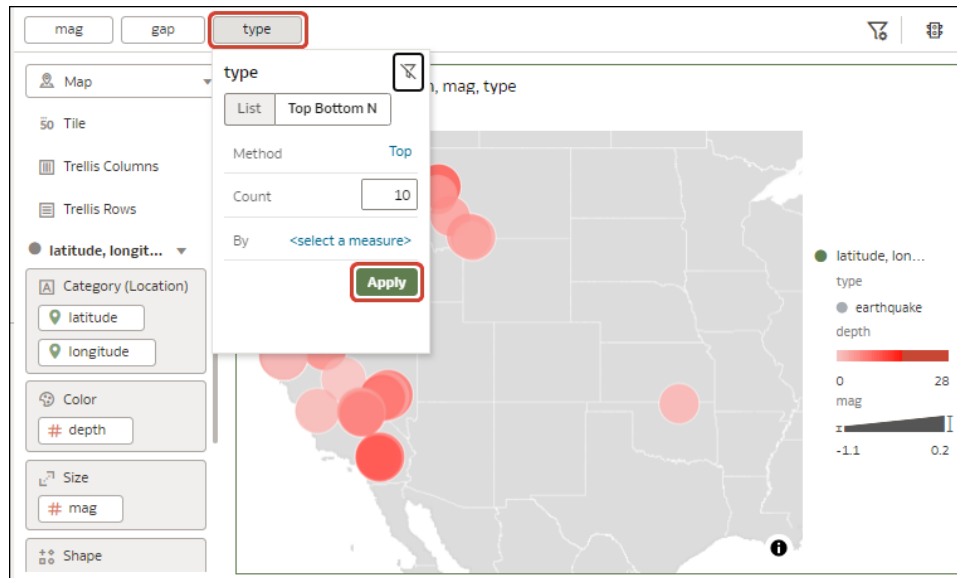 mag
gap
type
Map
50 Tile
Trellis Columns
Trellis Rows
latitude, longit...
A Category (Location)
latitude
longitude
Color
# depth
Size
# mag
Shape
type
List
Top Bottom N
Method
Top
Count
10
By
<select a measure>
Apply
, mag, type
latitude, lon...
type
earthquake
depth
0
28
mag
-1.1
0.2